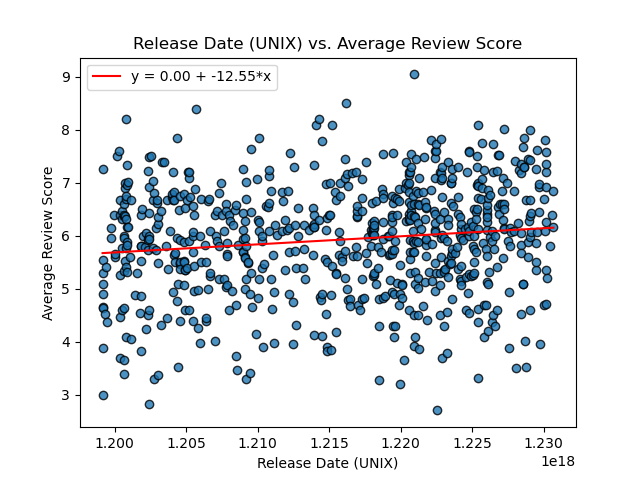 Release Date (UNIX) vs. Average Review Score
y = 0.00 + -12.55*x
Average Review Score
9
8
7
6
5
4
3
1.200 1.205 1.210 1.215 1.220 1.225 1.230
1e18
Release Date (UNIX)